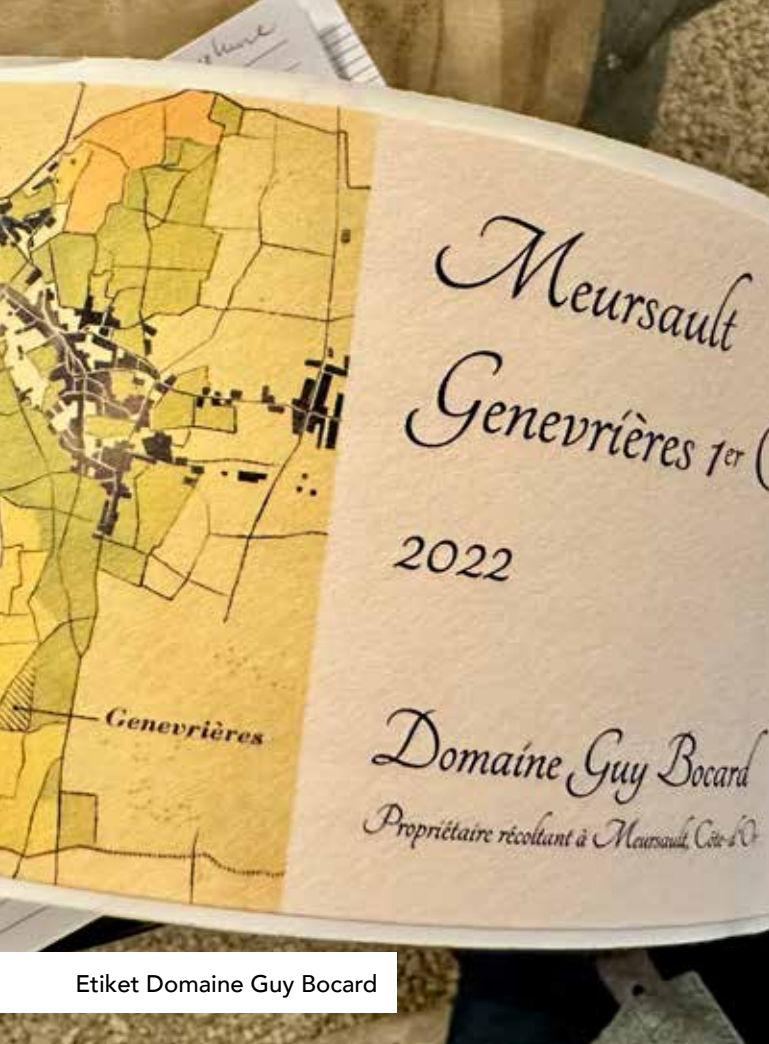 Meursault
Genevrières 1er
2022
Genevrières
Domaine Guy Bocard
Propriétaire récoltant à Meursault, Côte-d'Or
Etiket Domaine Guy Bocard